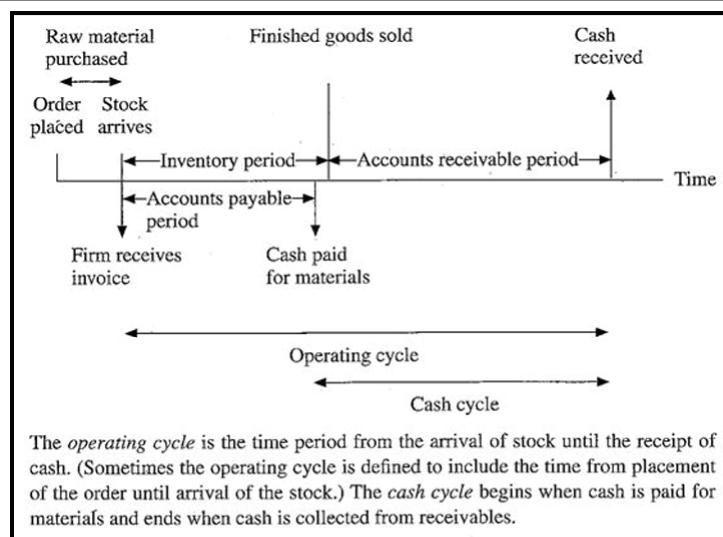 Raw material
purchased
Finished goods sold
Cash
received
Order
placed
Stock
arrives
Inventory period
Accounts receivable period
Time
Accounts payable
period
Firm receives
invoice
Cash paid
for materials
Operating cycle
Cash cycle
The operating cycle is the time period from the arrival of stock until the receipt of
cash. (Sometimes the operating cycle is defined to include the time from placement
of the order until arrival of the stock.) The cash cycle begins when cash is paid for
materials and ends when cash is collected from receivables.